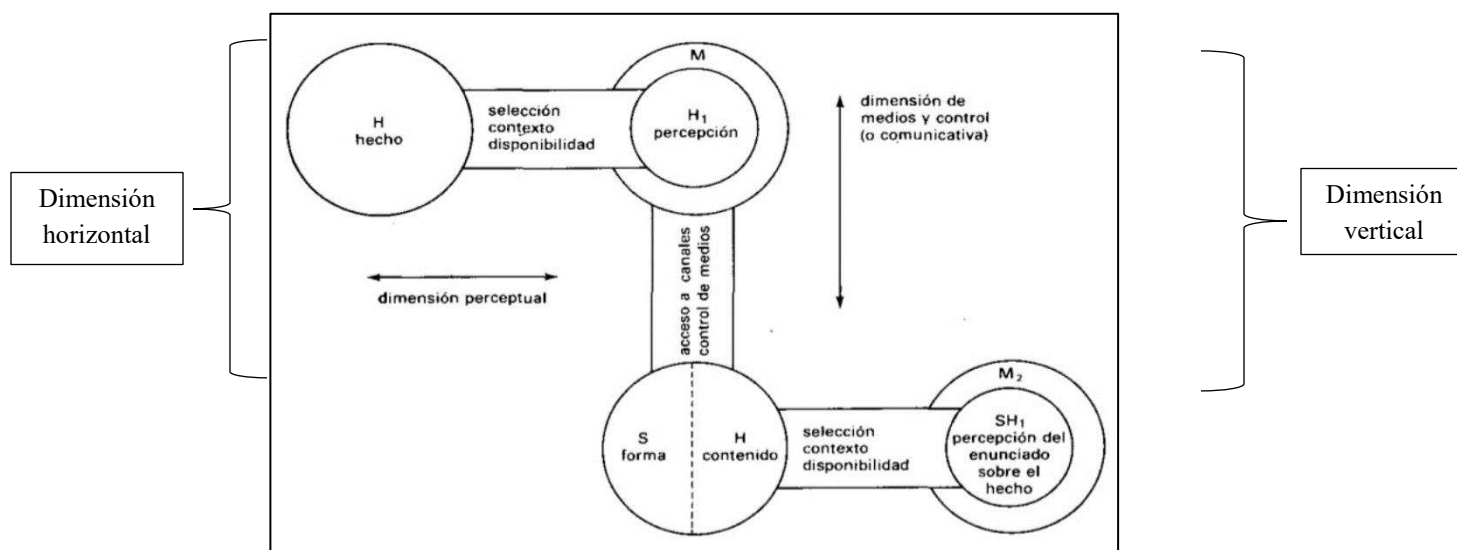 Dimensión
horizontal
H
hecho
selección
contexto
disponibilidad
M
H₁
percepción
dimensión de
medios y control
(o comunicativa)
dimensión perceptual
acceso a canales
control de medios
S
forma
H
contenido
selección
contexto
disponibilidad
M₂
SH₁
percepción del
enunciado
sobre el
hecho
Dimensión
vertical